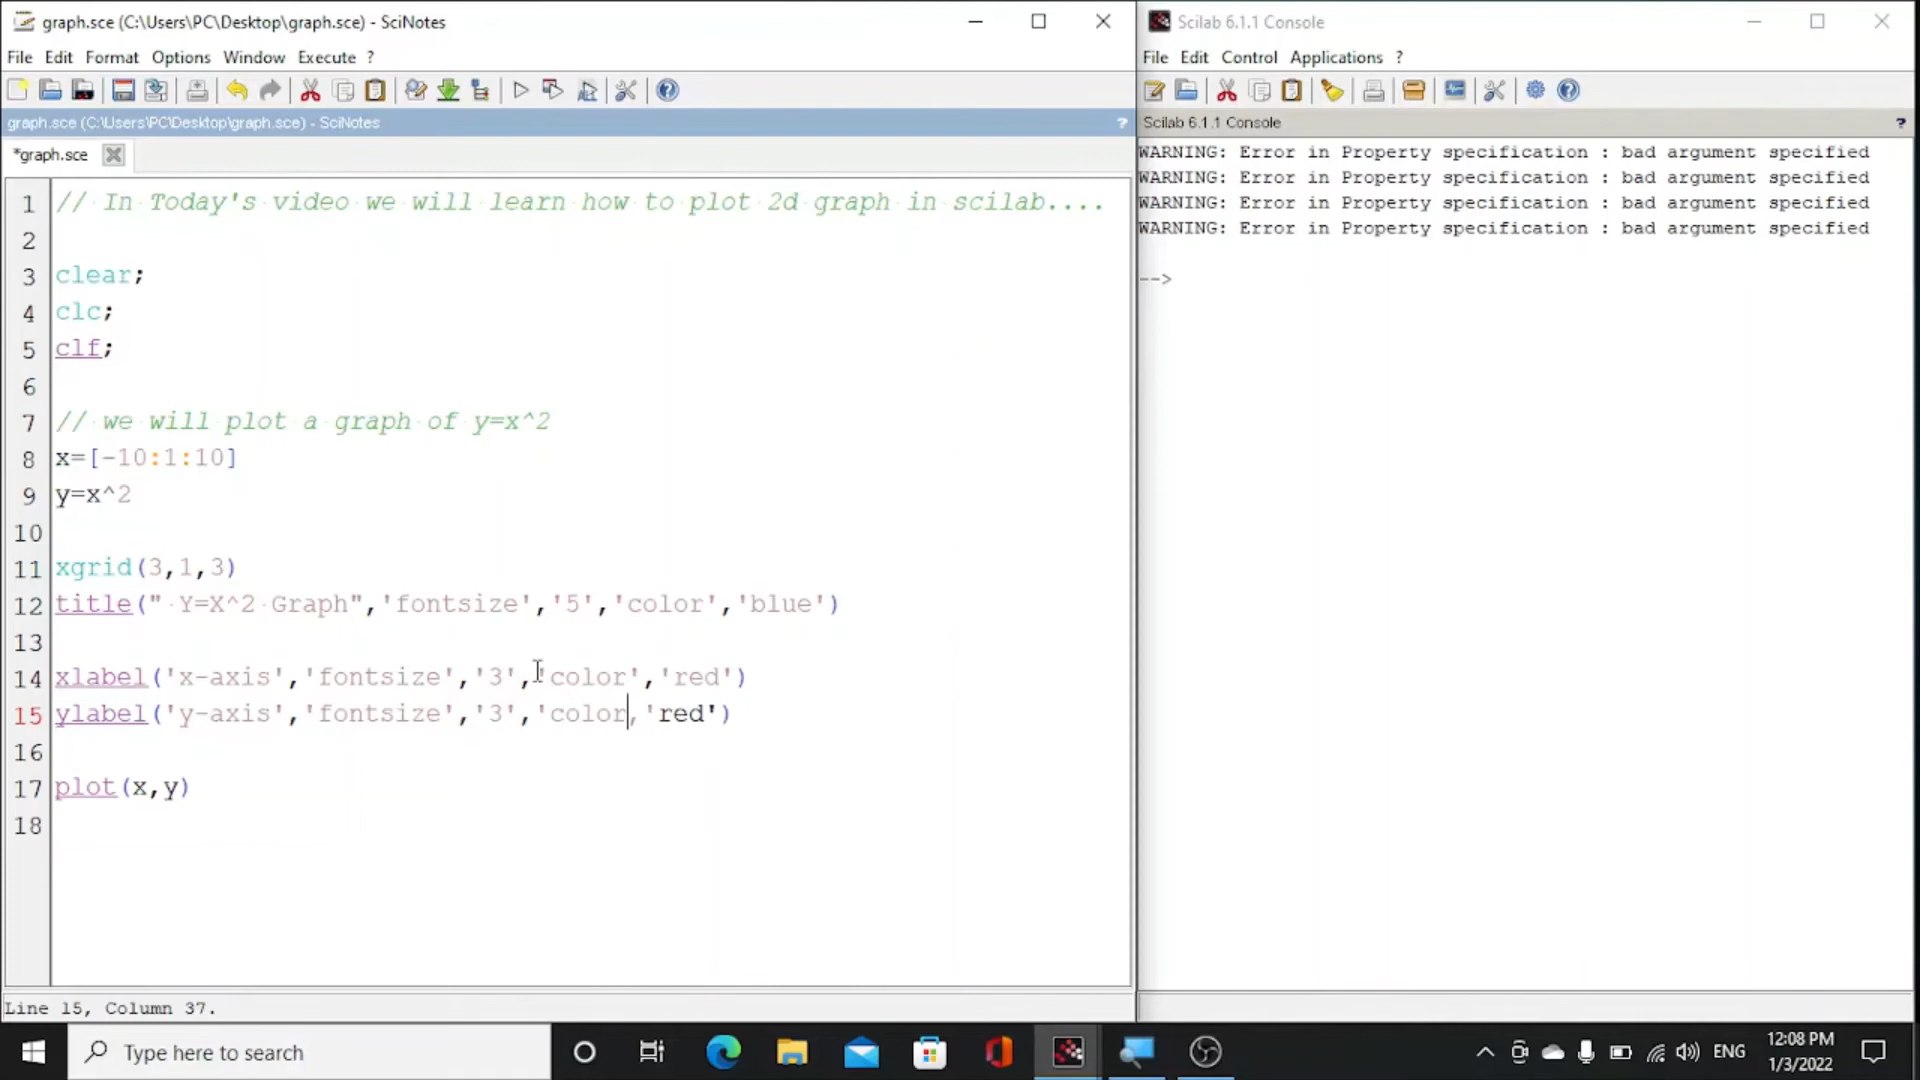 graph.sce (C:\Users\PC\Desktop\graph.sce) - SciNotes
File Edit Format Options Window Execute ?
graph.sce (C:\Users\PC\Desktop\graph.sce) - SciNotes ?
*graph.sce
1 // In Today's video we will learn how to plot 2d graph in scilab....
2
3 clear;
4 clc;
5 clf;
6
7 // we will plot a graph of y=x^2
8 x=[-10:1:10]
9 y=x^2
10
11 xgrid(3,1,3)
12 title(" Y=X^2 Graph",'fontsize','5','color','blue')
13
14 xlabel('x-axis','fontsize','3','color','red')
15 ylabel('y-axis','fontsize','3','color,'red')
16
17 plot(x,y)
18
Line 15, Column 37.
Scilab 6.1.1 Console
File Edit Control Applications ?
Scilab 6.1.1 Console ?
WARNING: Error in Property specification : bad argument specified
WARNING: Error in Property specification : bad argument specified
WARNING: Error in Property specification : bad argument specified
WARNING: Error in Property specification : bad argument specified
-->
Type here to search
ENG
12:08 PM
1/3/2022